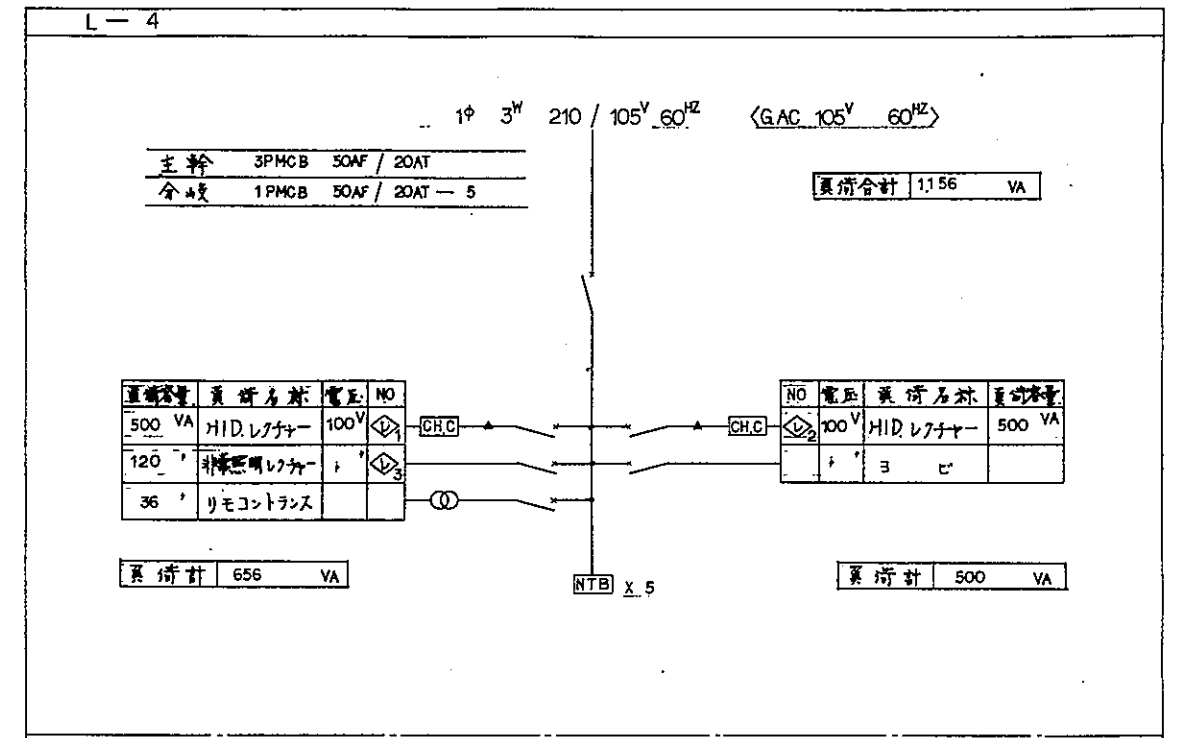 L - 4
1φ 3W 210 / 105V 60HZ 〈GAC 105V 60HZ〉
主幹 3PMCB 50AF / 20AT
分岐 1PMCB 50AF / 20AT - 5
負荷合計 1,156 VA
負荷容量 負荷名称 電圧 NO
500 VA HID.レクチャー 100V 1
120 〃 非常照明レクチャー 〃 3
36 〃 リモコントランス
CH.C
CH.C
NO 電圧 負荷名称 負荷容量
2 100V HID.レクチャー 500 VA
〃 ヨビ
負荷計 656 VA
NTB X 5
負荷計 500 VA